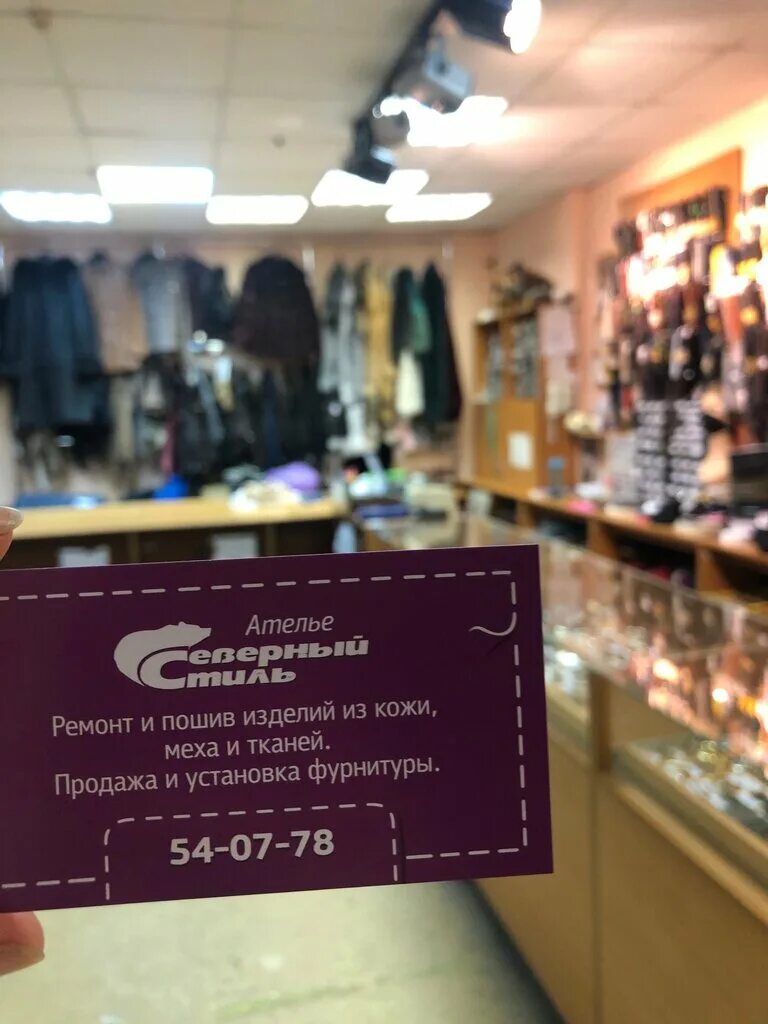 Ателье
Северный
Стиль
Ремонт и пошив изделий из кожи,
меха и тканей.
Продажа и установка фурнитуры.
54-07-78